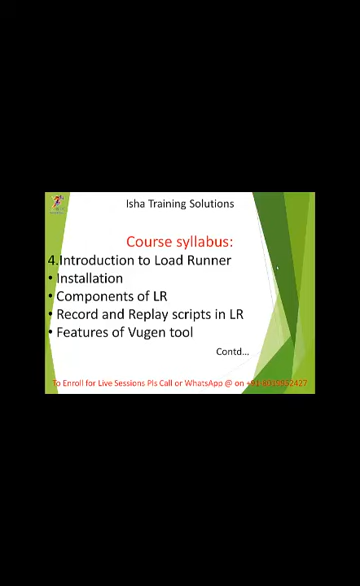 Isha Training Solutions
Course syllabus:
4.Introduction to Load Runner
• Installation
• Components of LR
• Record and Replay scripts in LR
• Features of Vugen tool
Contd...
To Enroll for Live Sessions Pls Call or WhatsApp @ on